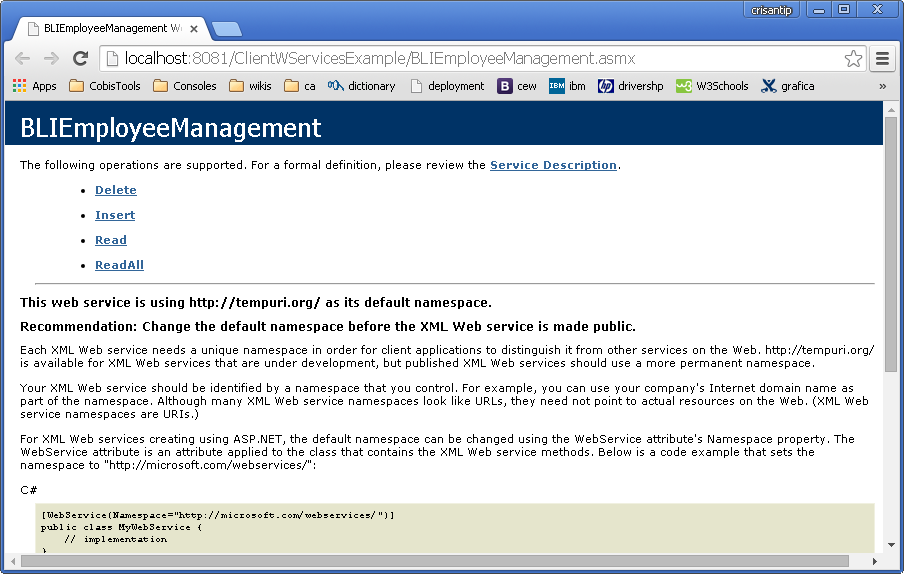 crisantip
BLIEmployeeManagement W
localhost:8081/ClientWServicesExample/BLIEmployeeManagement.asmx
Apps CobisTools Consoles wikis ca dictionary deployment B cew IBM ibm hp drivershp W3Schools grafica »
BLIEmployeeManagement
The following operations are supported. For a formal definition, please review the Service Description.
• Delete
• Insert
• Read
• ReadAll
This web service is using http://tempuri.org/ as its default namespace.
Recommendation: Change the default namespace before the XML Web service is made public.
Each XML Web service needs a unique namespace in order for client applications to distinguish it from other services on the Web. http://tempuri.org/
is available for XML Web services that are under development, but published XML Web services should use a more permanent namespace.
Your XML Web service should be identified by a namespace that you control. For example, you can use your company's Internet domain name as
part of the namespace. Although many XML Web service namespaces look like URLs, they need not point to actual resources on the Web. (XML Web
service namespaces are URIs.)
For XML Web services creating using ASP.NET, the default namespace can be changed using the WebService attribute's Namespace property. The
WebService attribute is an attribute applied to the class that contains the XML Web service methods. Below is a code example that sets the
namespace to "http://microsoft.com/webservices/":
C#
[WebService(Namespace="http://microsoft.com/webservices/")]
public class MyWebService {
// implementation
}